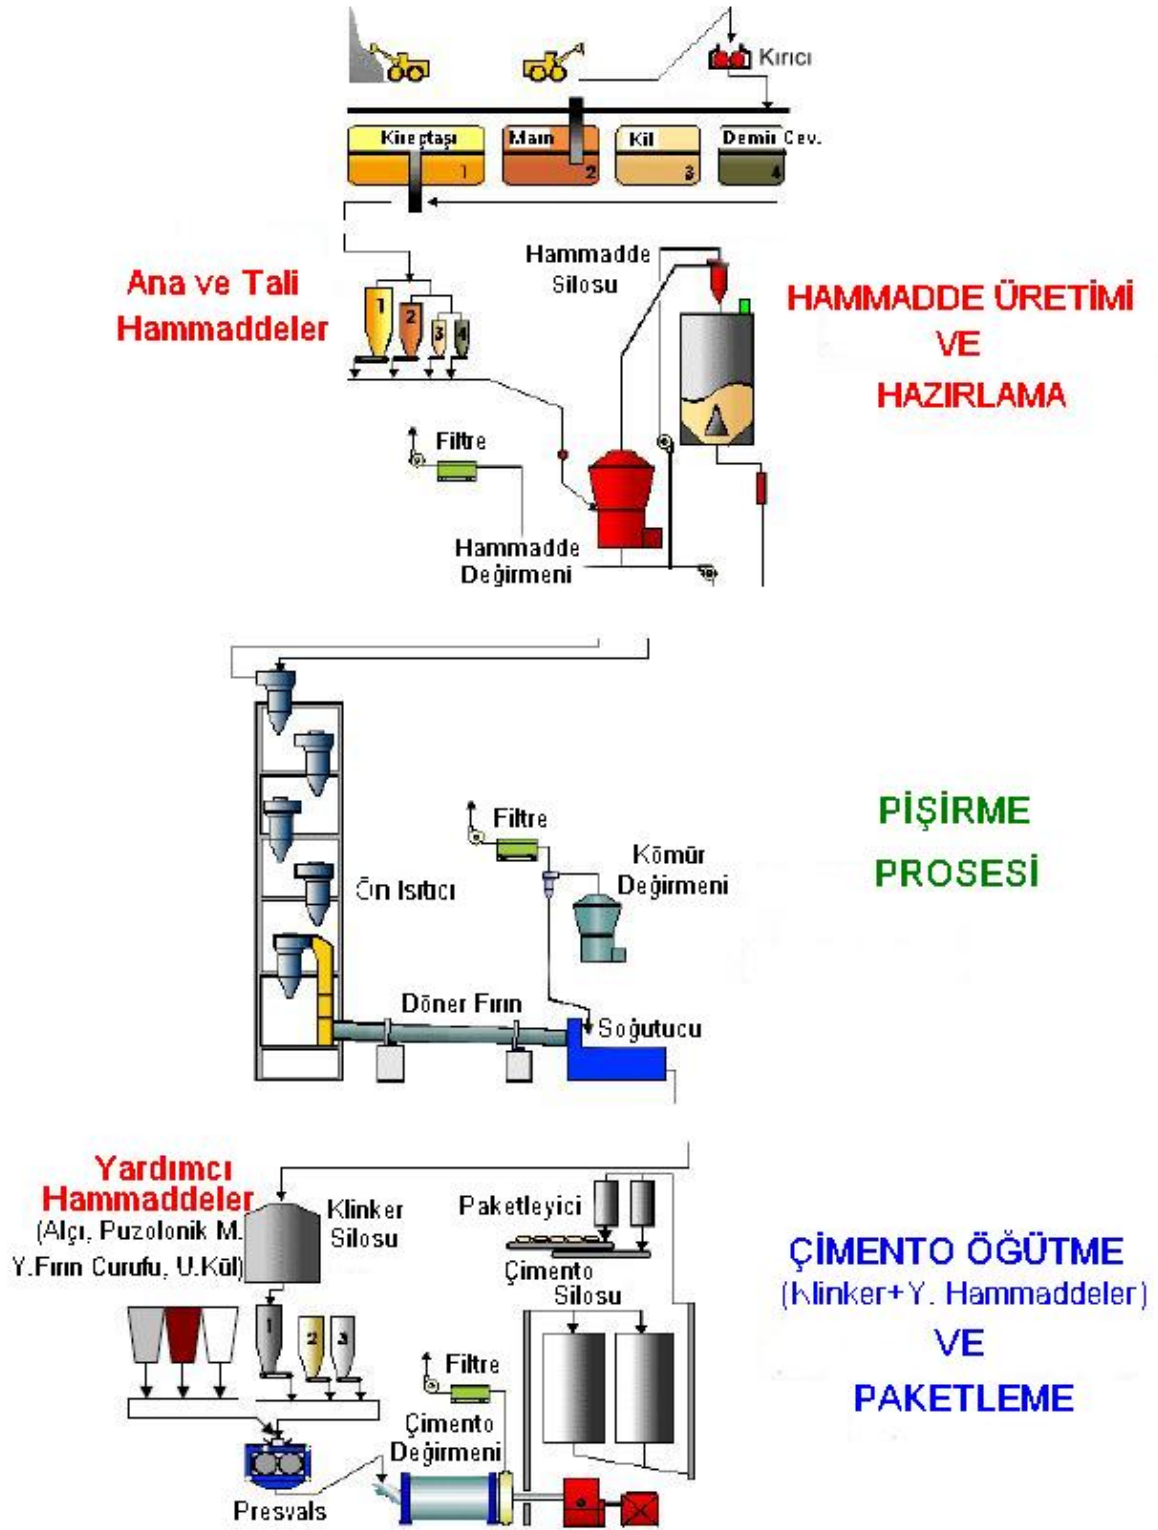 Kırıcı
Kireçtaşı
Marn
Kil
Demir Cev.
1
2
3
4
Ana ve Tali
Hammaddeler
1
2
3
4
Hammadde
Silosu
HAMMADDE ÜRETİMİ
VE
HAZIRLAMA
Filtre
Hammadde
Değirmeni
Ön Isıtıcı
Filtre
Kömür
Değirmeni
Döner Fırın
Soğutucu
PİŞİRME
PROSESİ
Yardımcı
Hammaddeler
(Alçı, Puzolonik M.
Y.Fırın Curufu, U.Kül)
Klinker
Silosu
1
2
3
Paketleyici
Çimento
Silosu
Filtre
Çimento
Değirmeni
Presvals
ÇİMENTO ÖĞÜTME
(Klinker+Y. Hammaddeler)
VE
PAKETLEME